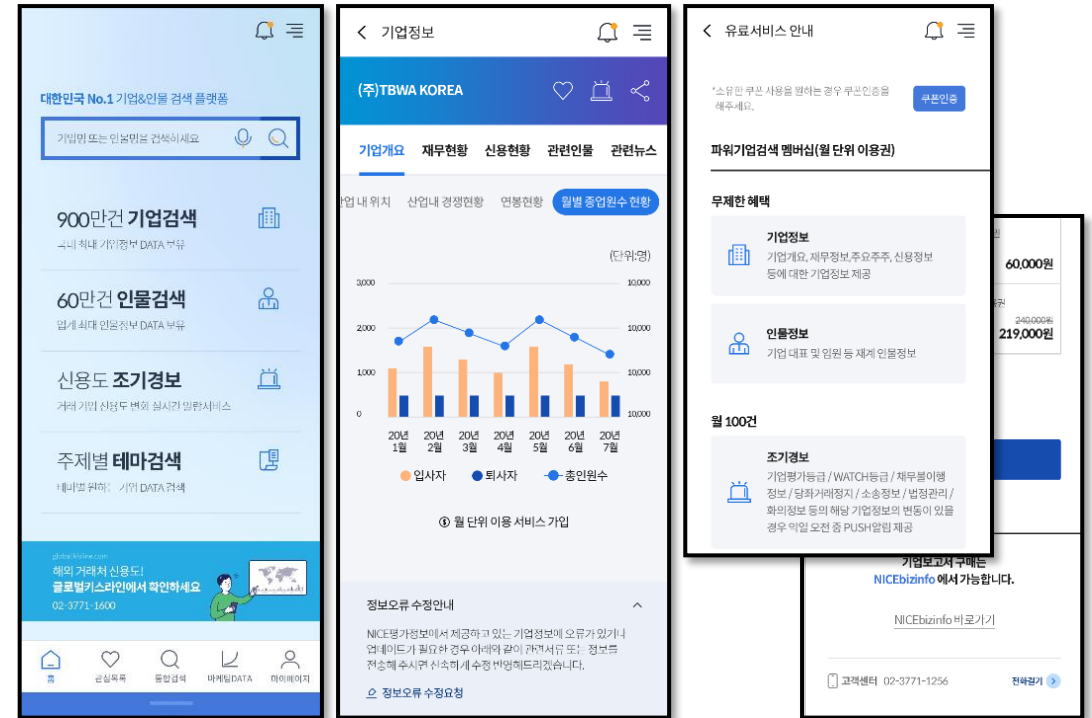 대한민국 No.1 기업&인물 검색 플랫폼
기업명 또는 인물명을 검색하세요
900만건 기업검색
국내 최대 기업정보 DATA 보유
60만건 인물검색
업계 최대 인물정보 DATA 보유
신용도 조기경보
거래 기업 신용도 변화 실시간 알람서비스
주제별 테마검색
테마별 원하는 기업 DATA 검색
globalkisline.com
해외 거래처 신용도!
글로벌키스라인에서 확인하세요
02-3771-1600
홈
관심목록
통합검색
마케팅DATA
마이페이지
기업정보
(주)TBWA KOREA
기업개요 재무현황 신용현황 관련인물 관련뉴스
업 내 위치 산업내 경쟁현황 연봉현황 월별 종업원수 현황
(단위:명)
3,000 10,000
2,000 10,000
1,000 10,000
0 10,000
20년 20년 20년 20년 20년 20년 20년
1월 2월 3월 4월 5월 6월 7월
입사자 퇴사자 총인원수
월 단위 이용 서비스 가입
정보오류 수정안내
NICE평가정보에서 제공하고 있는 기업정보에 오류가 있거나
업데이트가 필요한 경우 아래와 같이 관련서류 또는 정보를
전송해 주시면 신속하게 수정 반영해드리겠습니다.
정보오류 수정요청
유료서비스 안내
*소유한 쿠폰 사용을 원하는 경우 쿠폰인증을
해주세요.
쿠폰인증
파워기업검색 멤버십(월 단위 이용권)
무제한 혜택
기업정보
기업개요, 재무정보,주요주주, 신용정보
등에 대한 기업정보 제공
인물정보
기업 대표 및 임원 등 재계 인물정보
월 100건
조기경보
기업평가등급 / WATCH등급 / 채무불이행
정보 / 당좌거래정지 / 소송정보 / 법정관리 /
화의정보 등의 해당 기업정보의 변동이 있을
경우 익일 오전 중 PUSH알림 제공
60,000원
240,000원
219,000원
기업보고서 구매는
NICEbizinfo 에서 가능합니다.
NICEbizinfo 바로가기
고객센터 02-3771-1256
전화걸기